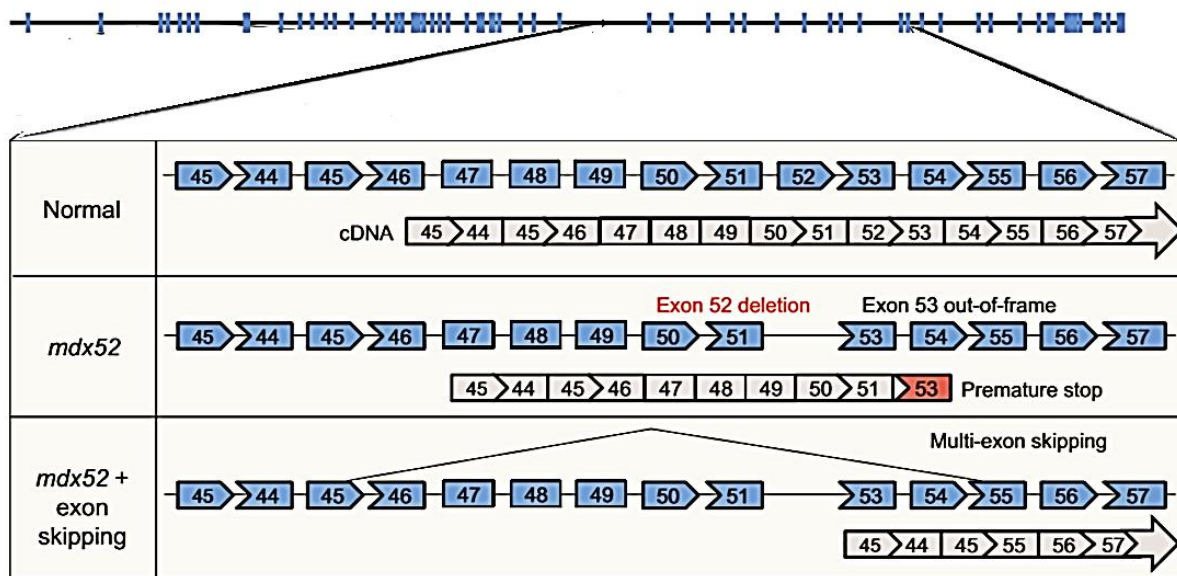 Normal
45 44 45 46 47 48 49 50 51 52 53 54 55 56 57
cDNA 45 44 45 46 47 48 49 50 51 52 53 54 55 56 57
mdx52
Exon 52 deletion Exon 53 out-of-frame
45 44 45 46 47 48 49 50 51 53 54 55 56 57
45 44 45 46 47 48 49 50 51 53 Premature stop
mdx52 +
exon
skipping
Multi-exon skipping
45 44 45 46 47 48 49 50 51 53 54 55 56 57
45 44 45 55 56 57